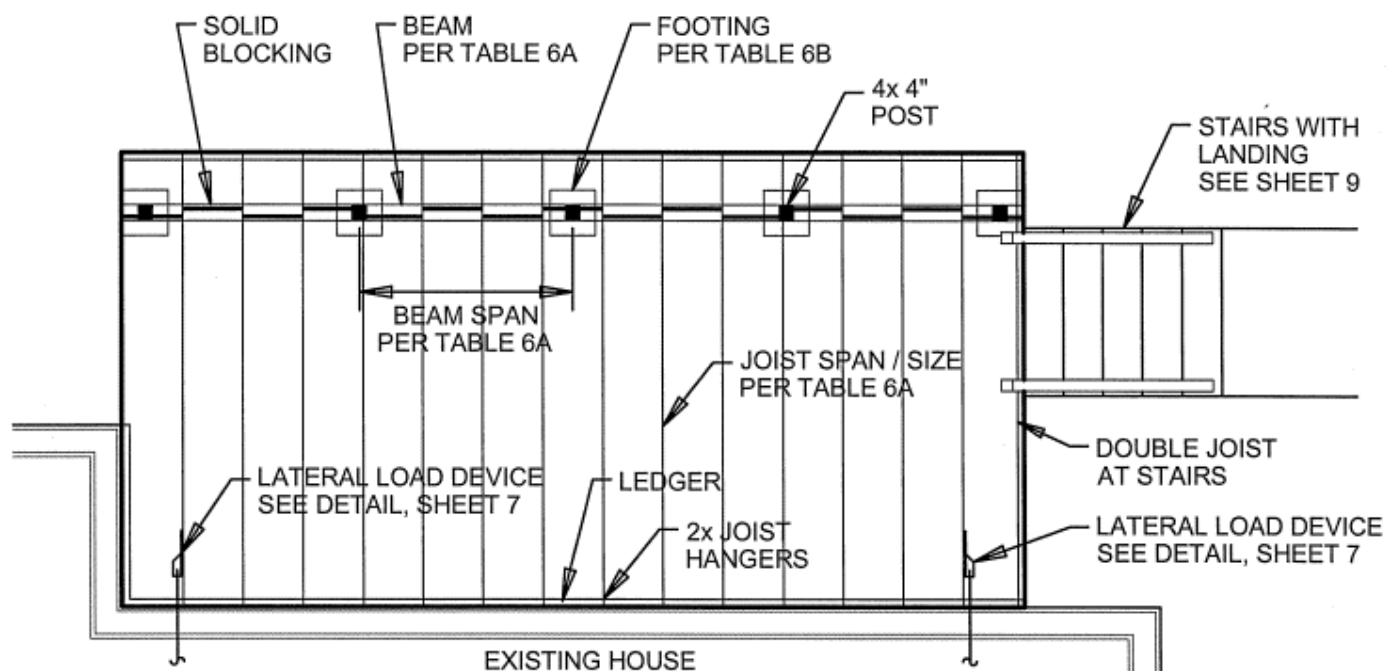 SOLID
BLOCKING
BEAM
PER TABLE 6A
FOOTING
PER TABLE 6B
4x 4"
POST
STAIRS WITH
LANDING
SEE SHEET 9
BEAM SPAN
PER TABLE 6A
JOIST SPAN / SIZE
PER TABLE 6A
DOUBLE JOIST
AT STAIRS
LATERAL LOAD DEVICE
SEE DETAIL, SHEET 7
LEDGER
2x JOIST
HANGERS
LATERAL LOAD DEVICE
SEE DETAIL, SHEET 7
EXISTING HOUSE